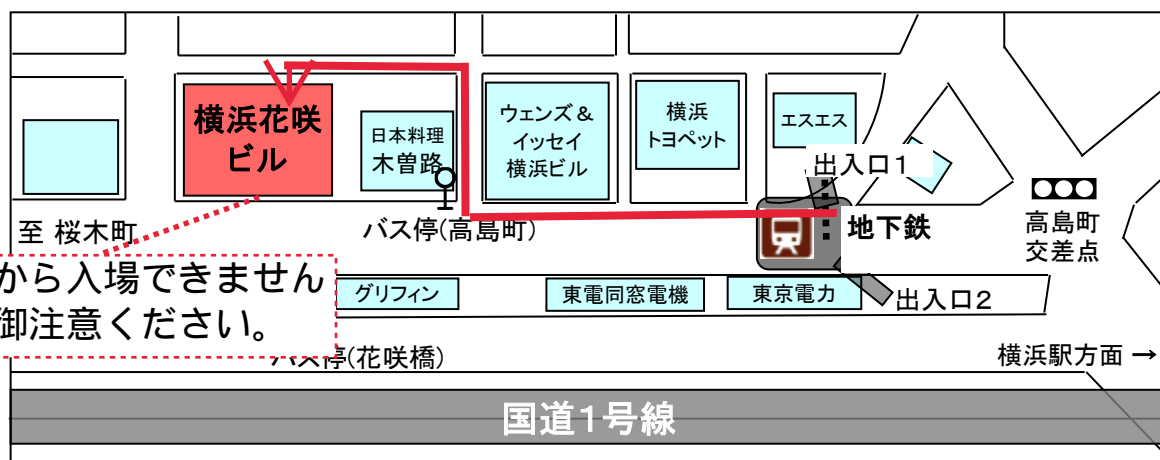 横浜花咲
ビル
日本料理
木曽路
ウェンズ＆
イッセイ
横浜ビル
横浜
トヨペット
エスエス
出入口1
至 桜木町
バス停(高島町)
地下鉄
高島町
交差点
から入場できません
御注意ください。
グリフィン
東電同窓電機
東京電力
出入口2
バス停(花咲橋)
横浜駅方面 →
国道1号線